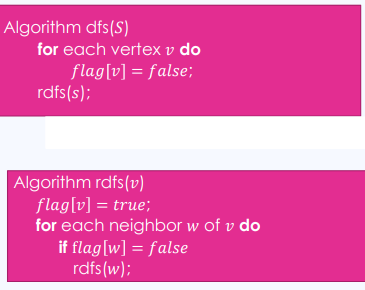 Algorithm dfs(S)
for each vertex v do
flag[v] = false;
rdfs(s);
Algorithm rdfs(v)
flag[v] = true;
for each neighbor w of v do
if flag[w] = false
rdfs(w);